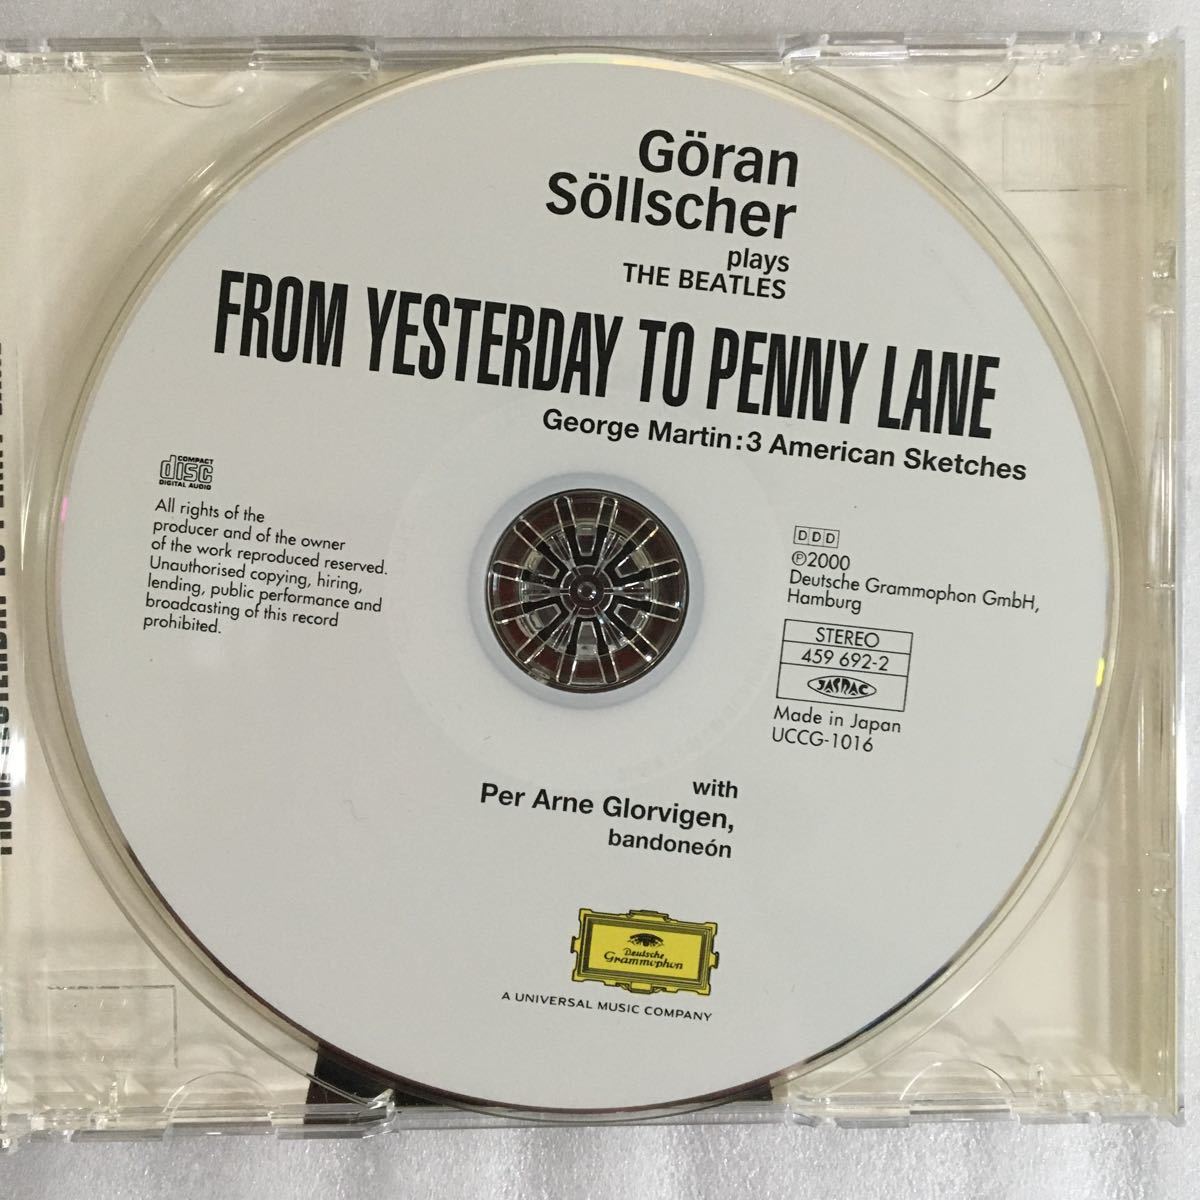 Göran
Söllscher
plays
THE BEATLES
FROM YESTERDAY TO PENNY LANE
George Martin:3 American Sketches
COMPACT
disc
DIGITAL AUDIO
All rights of the
producer and of the owner
of the work reproduced reserved.
Unauthorised copying, hiring,
lending, public performance and
broadcasting of this record
prohibited.
DDD
℗2000
Deutsche Grammophon GmbH,
Hamburg
STEREO
459 692-2
JASRAC
Made in Japan
UCCG-1016
with
Per Arne Glorvigen,
bandoneón
Deutsche
Grammophon
A UNIVERSAL MUSIC COMPANY